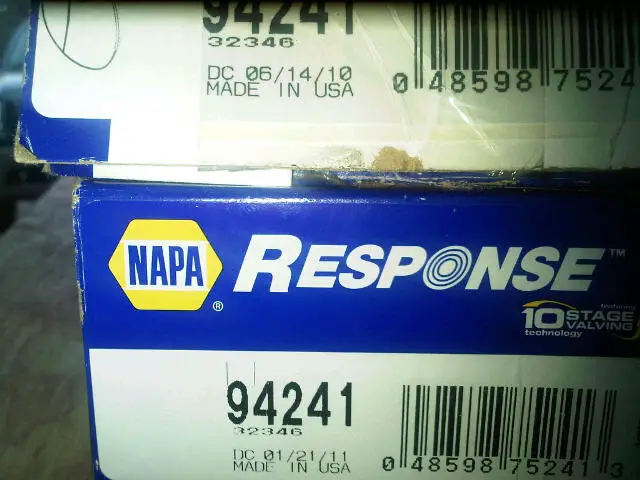 94241
32346
DC 06/14/10
MADE IN USA
0 48598 7524
NAPA
®
RESPONSE™
featuring
10 STAGE
VALVING
technology
94241
32346
DC 01/21/11
MADE IN USA
0 48598 75241 3